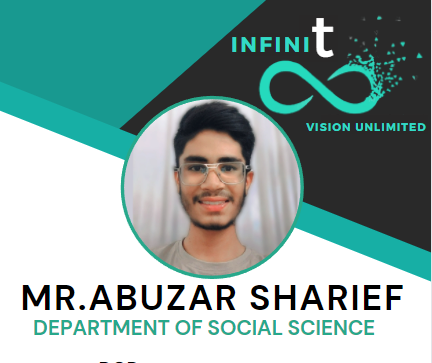 INFINIt
VISION UNLIMITED
MR.ABUZAR SHARIEF
DEPARTMENT OF SOCIAL SCIENCE